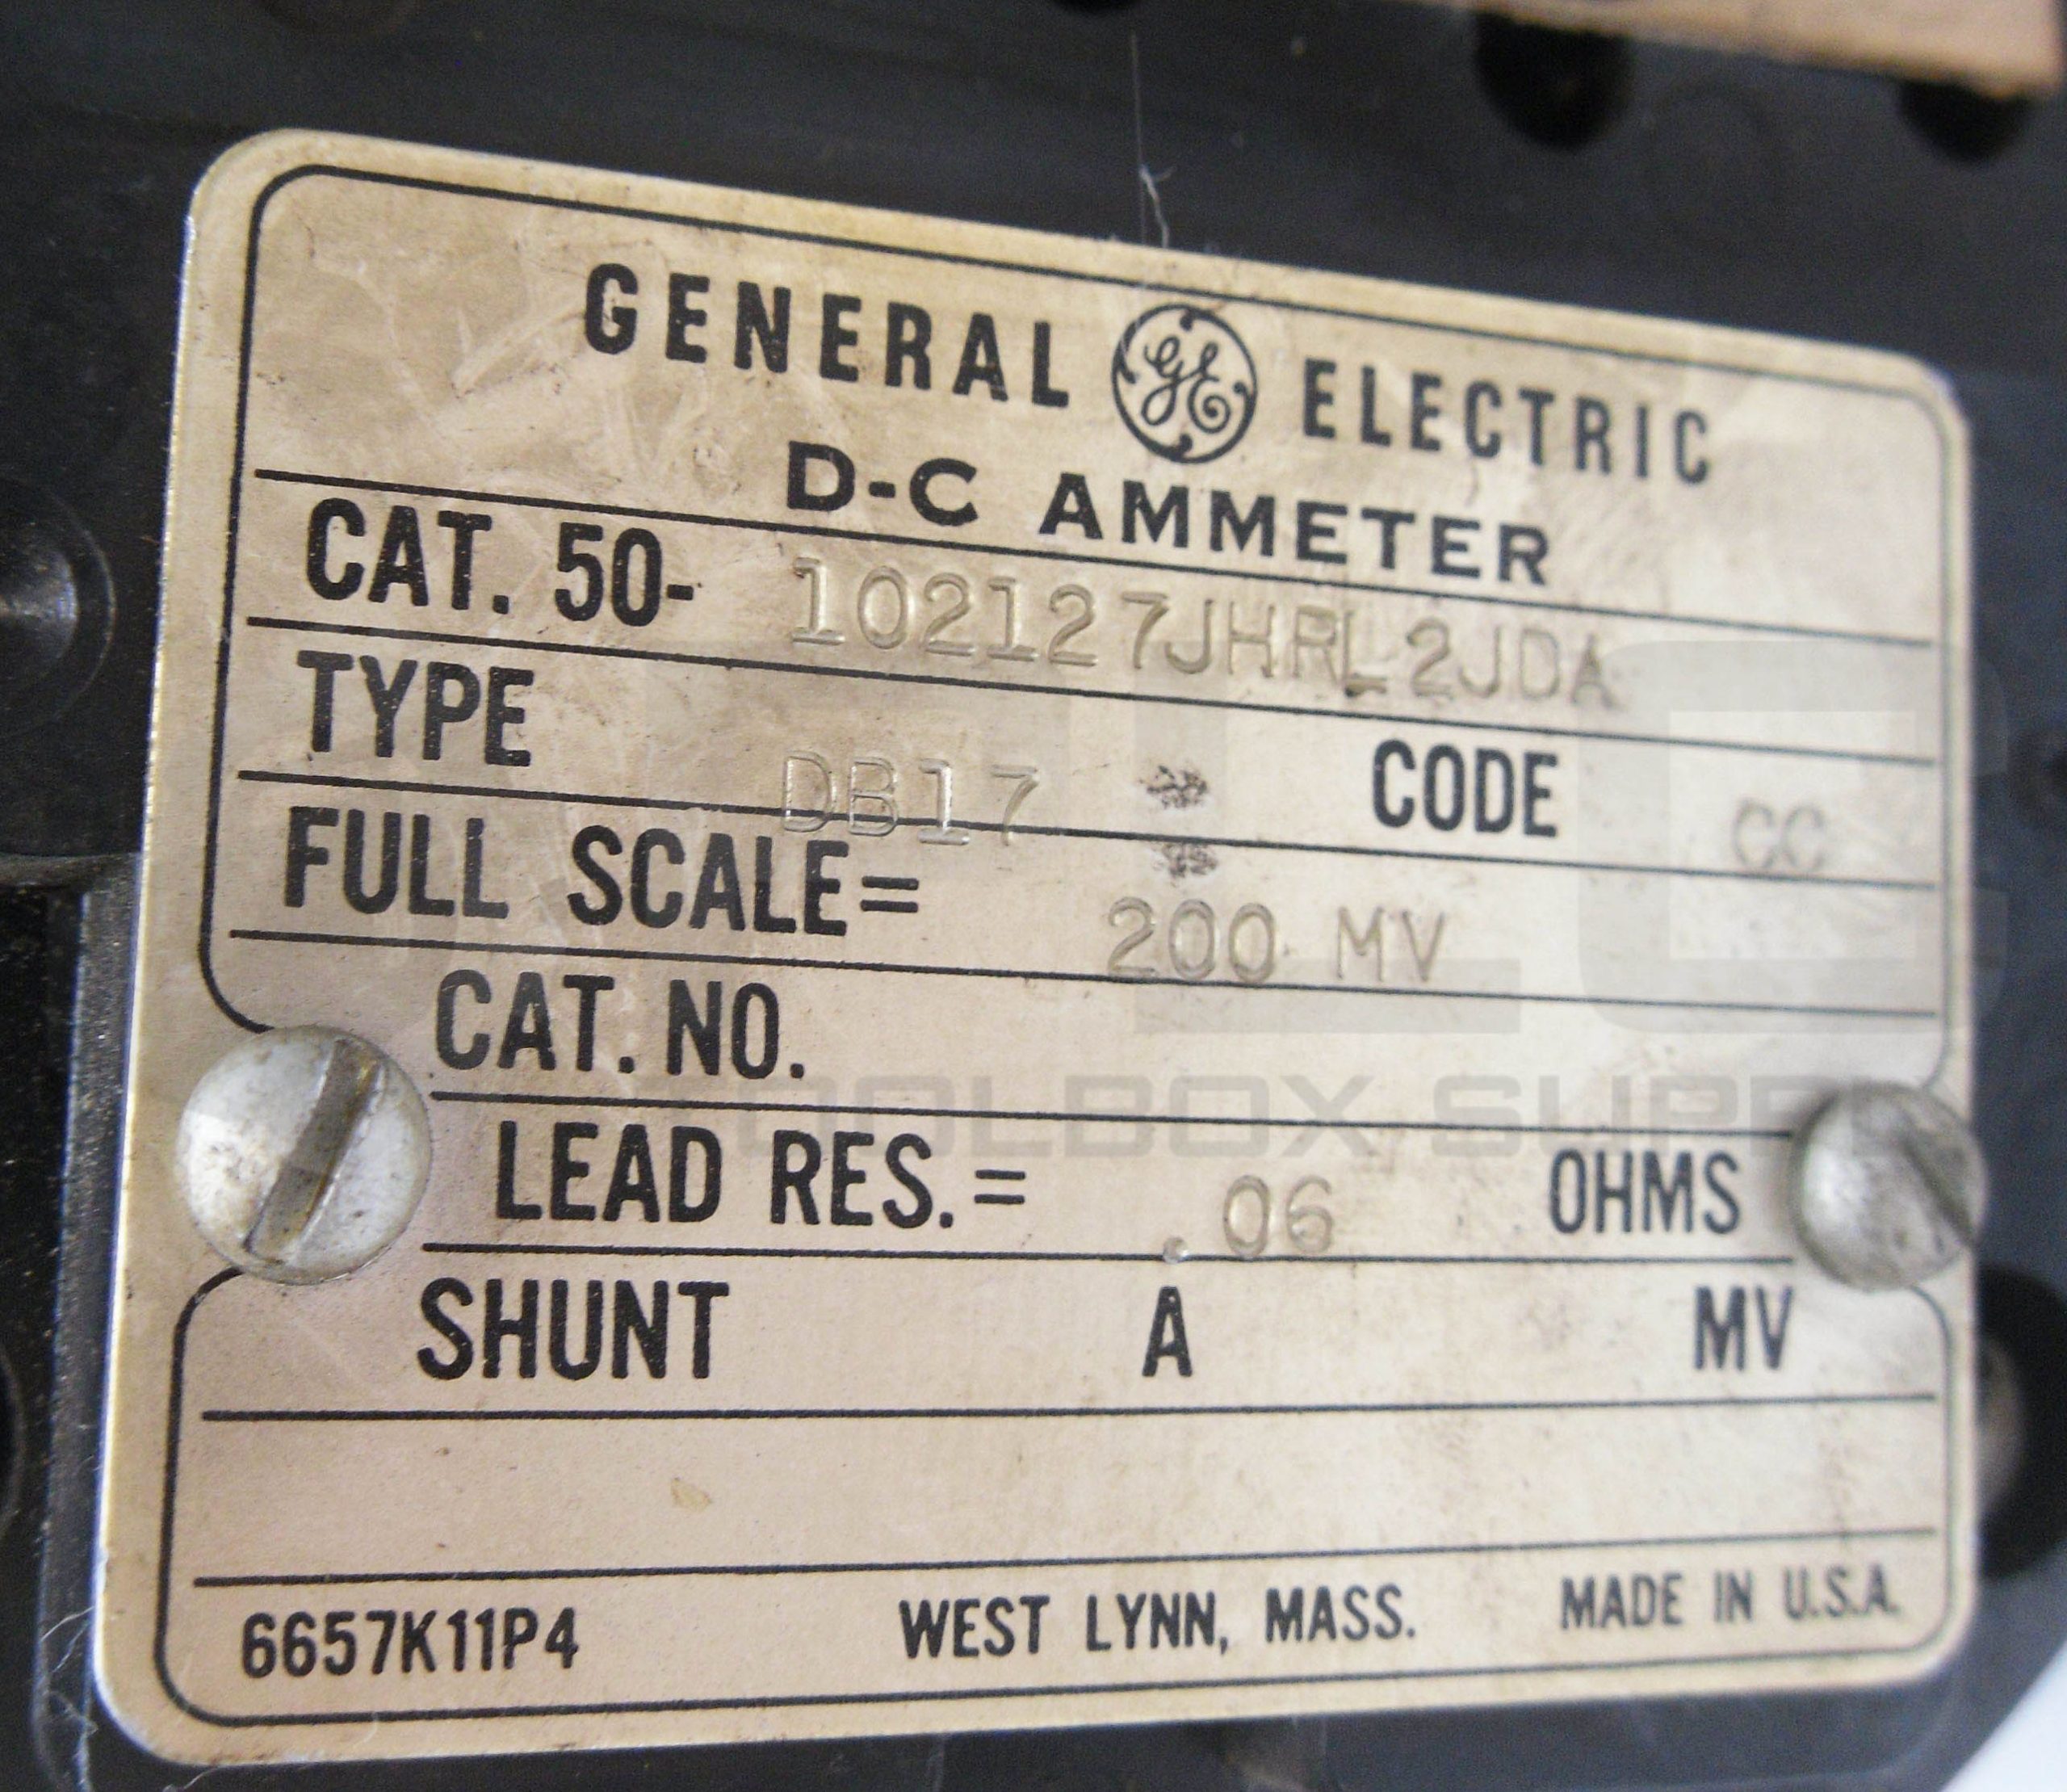 GENERAL GE ELECTRIC
D-C AMMETER
CAT. 50- 102127JHRL2JDA
TYPE DB17 CODE CC
FULL SCALE= 200 MV
CAT. NO.
LEAD RES.= .06 OHMS
SHUNT A MV
6657K11P4 WEST LYNN, MASS. MADE IN U.S.A.